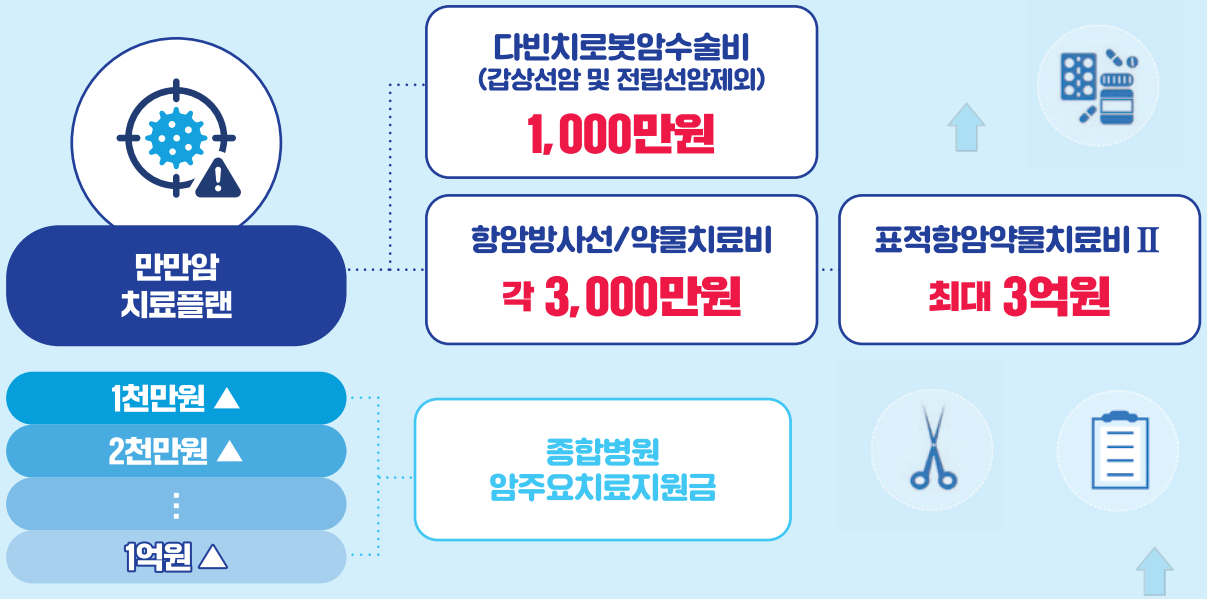 다빈치로봇암수술비
(갑상선암 및 전립선암제외)
1,000만원
만만암
치료플랜
항암방사선/약물치료비
각 3,000만원
표적항암약물치료비 Ⅱ
최대 3억원
1천만원 ▲
2천만원 ▲
⋮
1억원 ▲
종합병원
암주요치료지원금